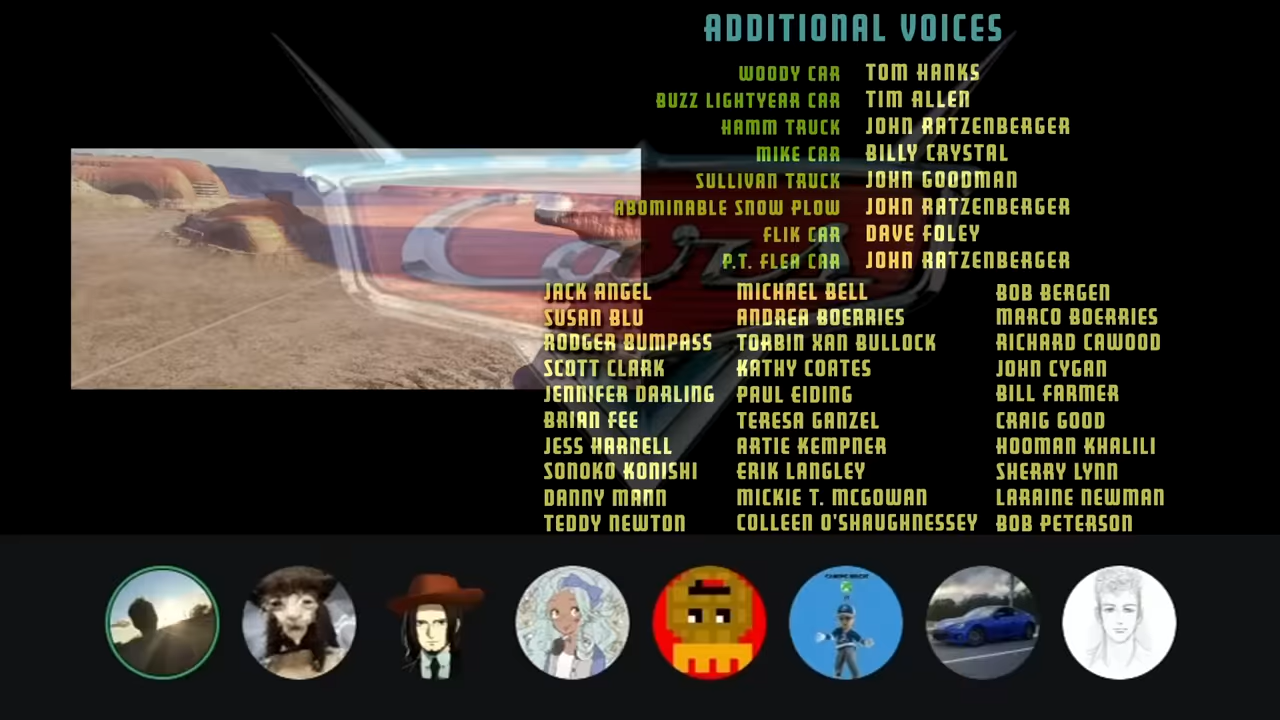 ADDITIONAL VOICES
WOODY CAR TOM HANKS
BUZZ LIGHTYEAR CAR TIM ALLEN
HAMM TRUCK JOHN RATZENBERGER
MIKE CAR BILLY CRYSTAL
SULLIVAN TRUCK JOHN GOODMAN
ABOMINABLE SNOW PLOW JOHN RATZENBERGER
FLIK CAR DAVE FOLEY
P.T. FLEA CAR JOHN RATZENBERGER
Cars
JACK ANGEL MICHAEL BELL BOB BERGEN
SUSAN BLU ANDREA BOERRIES MARCO BOERRIES
RODGER BUMPASS TORBIN XAN BULLOCK RICHARD CAWOOD
SCOTT CLARK KATHY COATES JOHN CYGAN
JENNIFER DARLING PAUL EIDING BILL FARMER
BRIAN FEE TERESA GANZEL CRAIG GOOD
JESS HARNELL ARTIE KEMPNER HOOMAN KHALILI
SONOKO KONISHI ERIK LANGLEY SHERRY LYNN
DANNY MANN MICKIE T. MCGOWAN LARAINE NEWMAN
TEDDY NEWTON COLLEEN O'SHAUGHNESSEY BOB PETERSON